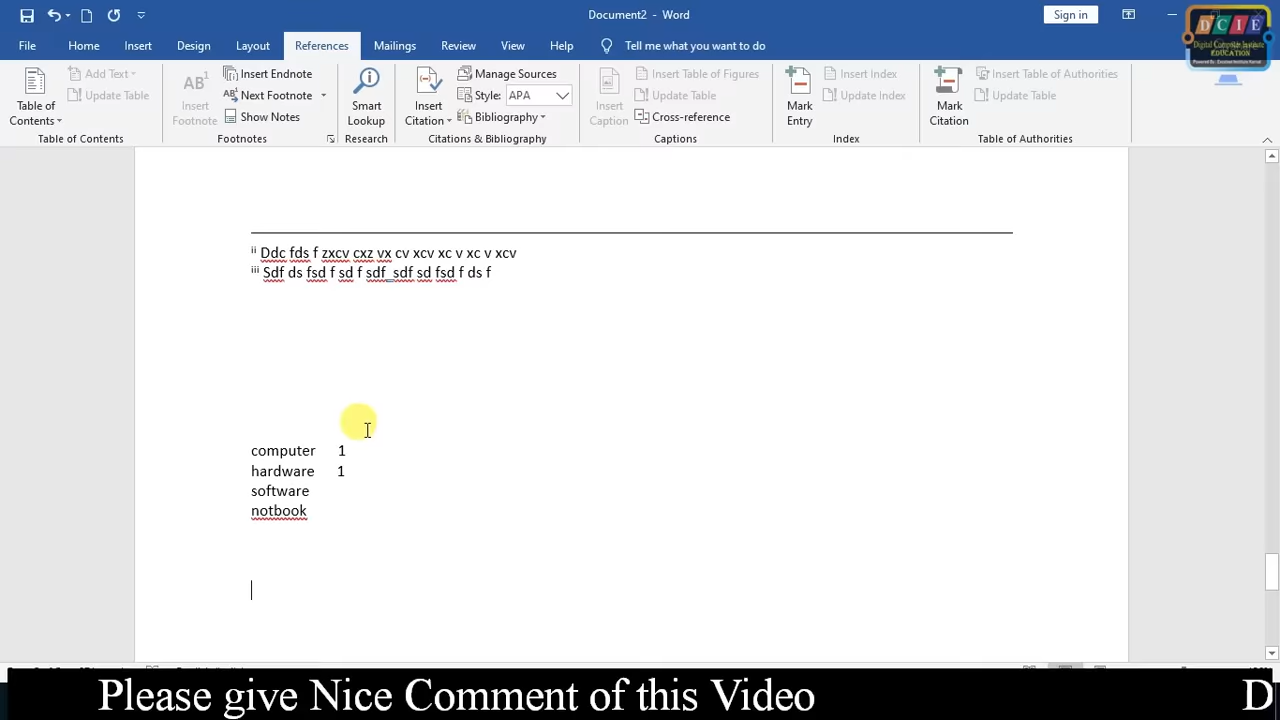 Document2 - Word
Sign in
File Home Insert Design Layout References Mailings Review View Help Tell me what you want to do
DCIE
Digital Computer Institute
EDUCATION
Table of Contents
Add Text
Update Table
Table of Contents
AB1
Insert Footnote
Insert Endnote
Next Footnote
Show Notes
Footnotes
Smart Lookup
Research
Insert Citation
Manage Sources
Style: APA
Bibliography
Citations & Bibliography
Insert Caption
Insert Table of Figures
Update Table
Cross-reference
Captions
Mark Entry
Insert Index
Update Index
Index
Mark Citation
Insert Table of Authorities
Update Table
Table of Authorities
ii Ddc fds f zxcv cxz vx cv xcv xc v xc v xcv
iii Sdf ds fsd f sd f sdf sdf sd fsd f ds f
computer 1
hardware 1
software
notbook
Please give Nice Comment of this Video
D